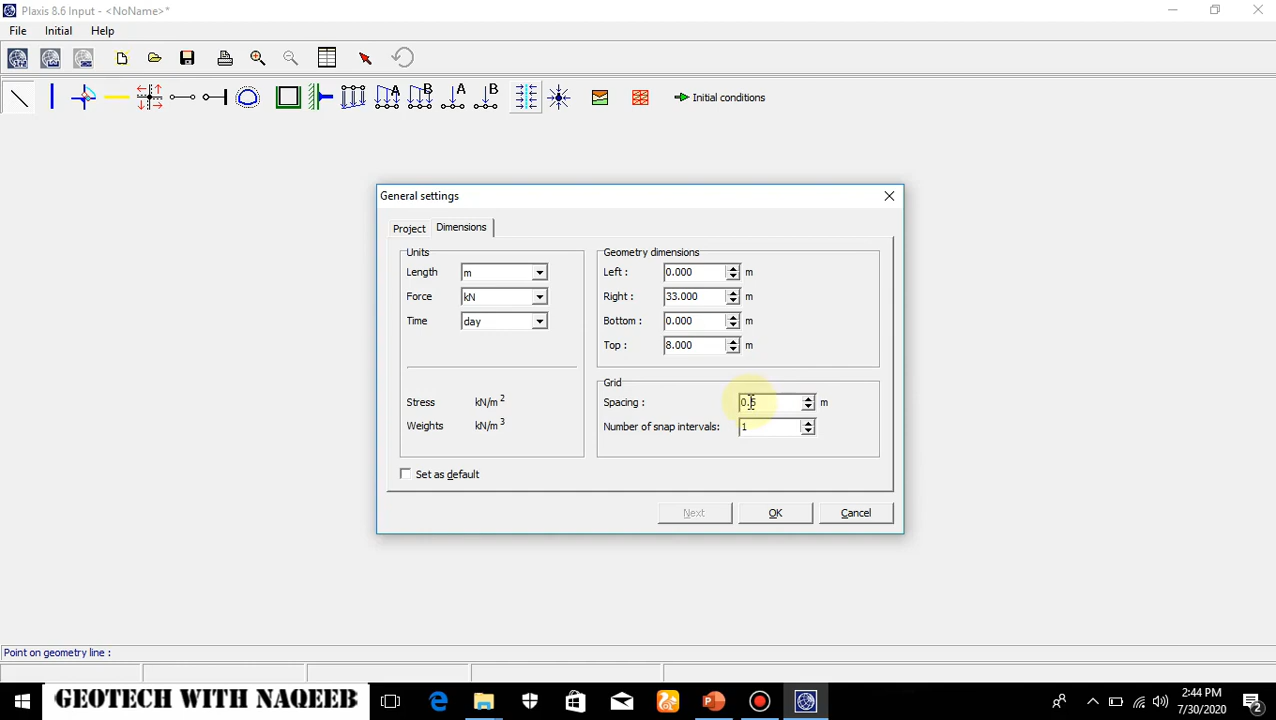 Plaxis 8.6 Input - <NoName>*
File Initial Help
A B A B Initial conditions
General settings
Project Dimensions
Units
Length m
Force kN
Time day
Stress kN/m 2
Weights kN/m 3
Geometry dimensions
Left : 0.000 m
Right : 33.000 m
Bottom : 0.000 m
Top : 8.000 m
Grid
Spacing : 0.5 m
Number of snap intervals: 1
Set as default
Next OK Cancel
Point on geometry line :
GEOTECH WITH NAQEEB
2:44 PM
7/30/2020
2